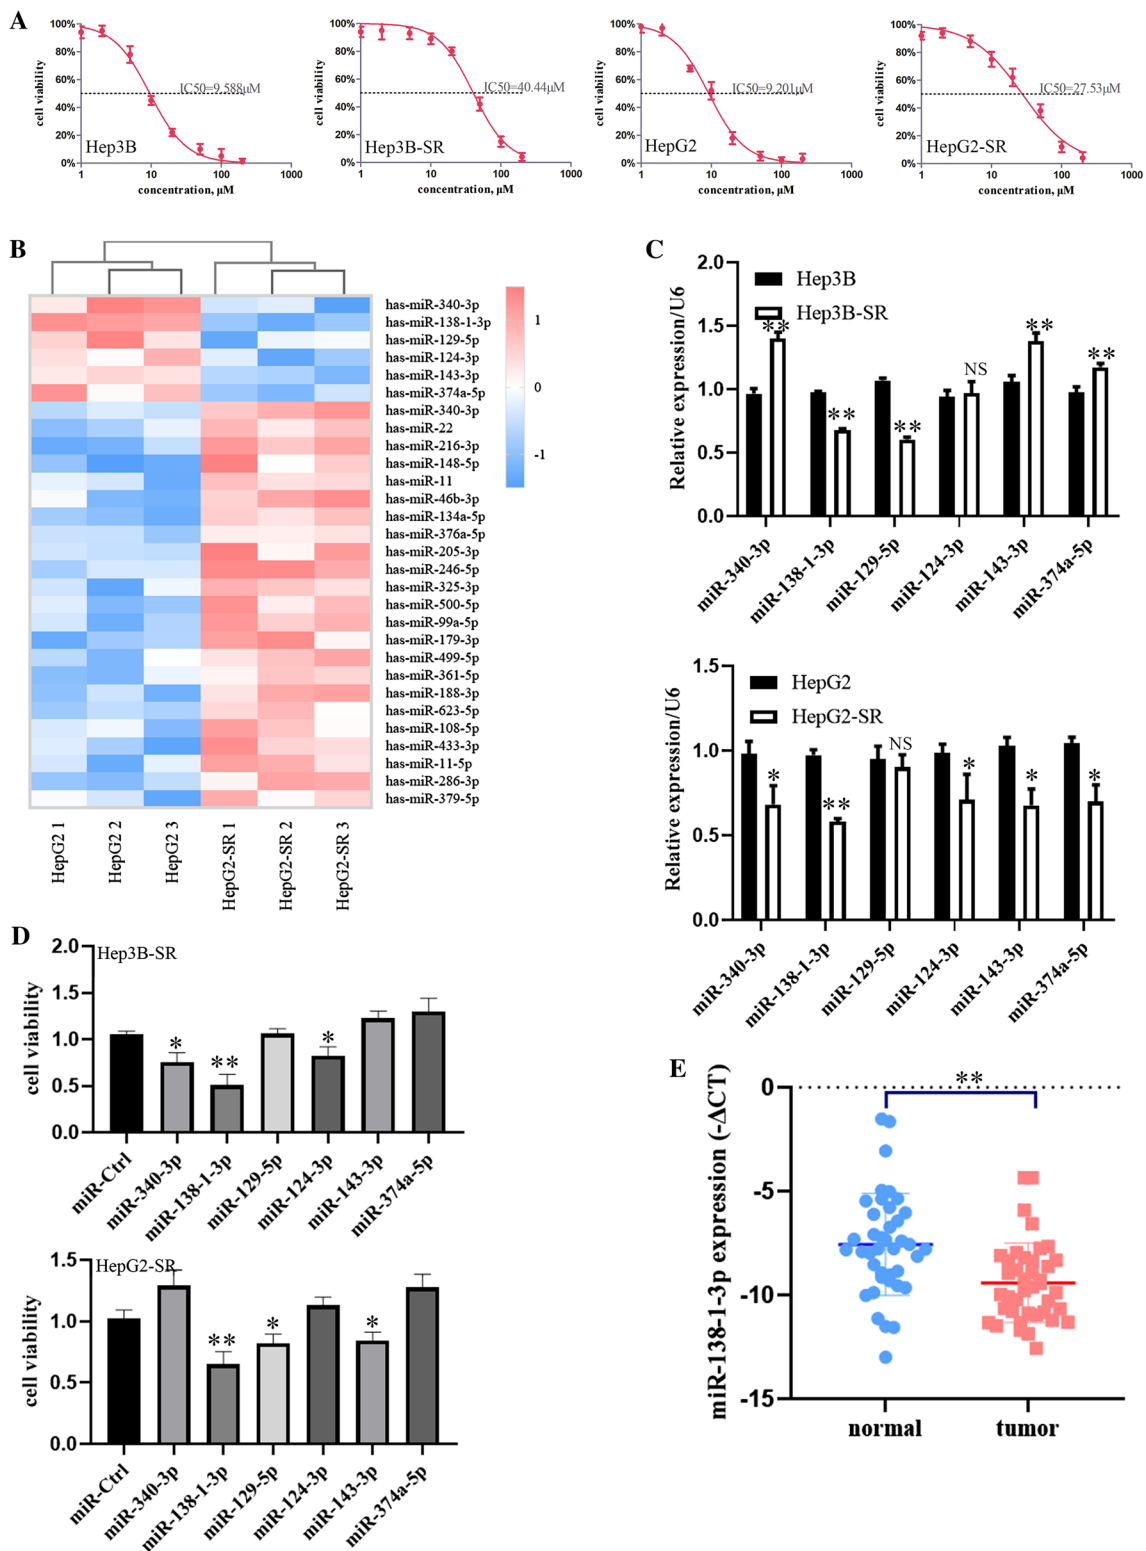 A
100%
80%
60%
40%
20%
0%
cell viability
IC50=9.588μM
Hep3B
1
10
100
1000
concentration, μM
100%
80%
60%
40%
20%
0%
cell viability
IC50=40.44μM
Hep3B-SR
1
10
100
1000
concentration, μM
100%
80%
60%
40%
20%
0%
cell viability
IC50=9.201μM
HepG2
1
10
100
1000
concentration, μM
100%
80%
60%
40%
20%
0%
cell viability
IC50=27.53μM
HepG2-SR
1
10
100
1000
concentration, μM
B
has-miR-340-3p
has-miR-138-1-3p
has-miR-129-5p
has-miR-124-3p
has-miR-143-3p
has-miR-374a-5p
has-miR-340-3p
has-miR-22
has-miR-216-3p
has-miR-148-5p
has-miR-11
has-miR-46b-3p
has-miR-134a-5p
has-miR-376a-5p
has-miR-205-3p
has-miR-246-5p
has-miR-325-3p
has-miR-500-5p
has-miR-99a-5p
has-miR-179-3p
has-miR-499-5p
has-miR-361-5p
has-miR-188-3p
has-miR-623-5p
has-miR-108-5p
has-miR-433-3p
has-miR-11-5p
has-miR-286-3p
has-miR-379-5p
1
0
-1
HepG2 1
HepG2 2
HepG2 3
HepG2-SR 1
HepG2-SR 2
HepG2-SR 3
C
2.0
1.5
1.0
0.5
0.0
Relative expression/U6
Hep3B
Hep3B-SR
**
**
**
NS
**
**
miR-340-3p
miR-138-1-3p
miR-129-5p
miR-124-3p
miR-143-3p
miR-374a-5p
1.5
1.0
0.5
0.0
Relative expression/U6
HepG2
HepG2-SR
*
**
NS
*
*
*
miR-340-3p
miR-138-1-3p
miR-129-5p
miR-124-3p
miR-143-3p
miR-374a-5p
D
2.0
1.5
1.0
0.5
0.0
cell viability
Hep3B-SR
*
**
*
miR-Ctrl
miR-340-3p
miR-138-1-3p
miR-129-5p
miR-124-3p
miR-143-3p
miR-374a-5p
1.5
1.0
0.5
0.0
cell viability
HepG2-SR
**
*
*
miR-Ctrl
miR-340-3p
miR-138-1-3p
miR-129-5p
miR-124-3p
miR-143-3p
miR-374a-5p
E
0
-5
-10
-15
miR-138-1-3p expression (-ΔCT)
**
normal
tumor